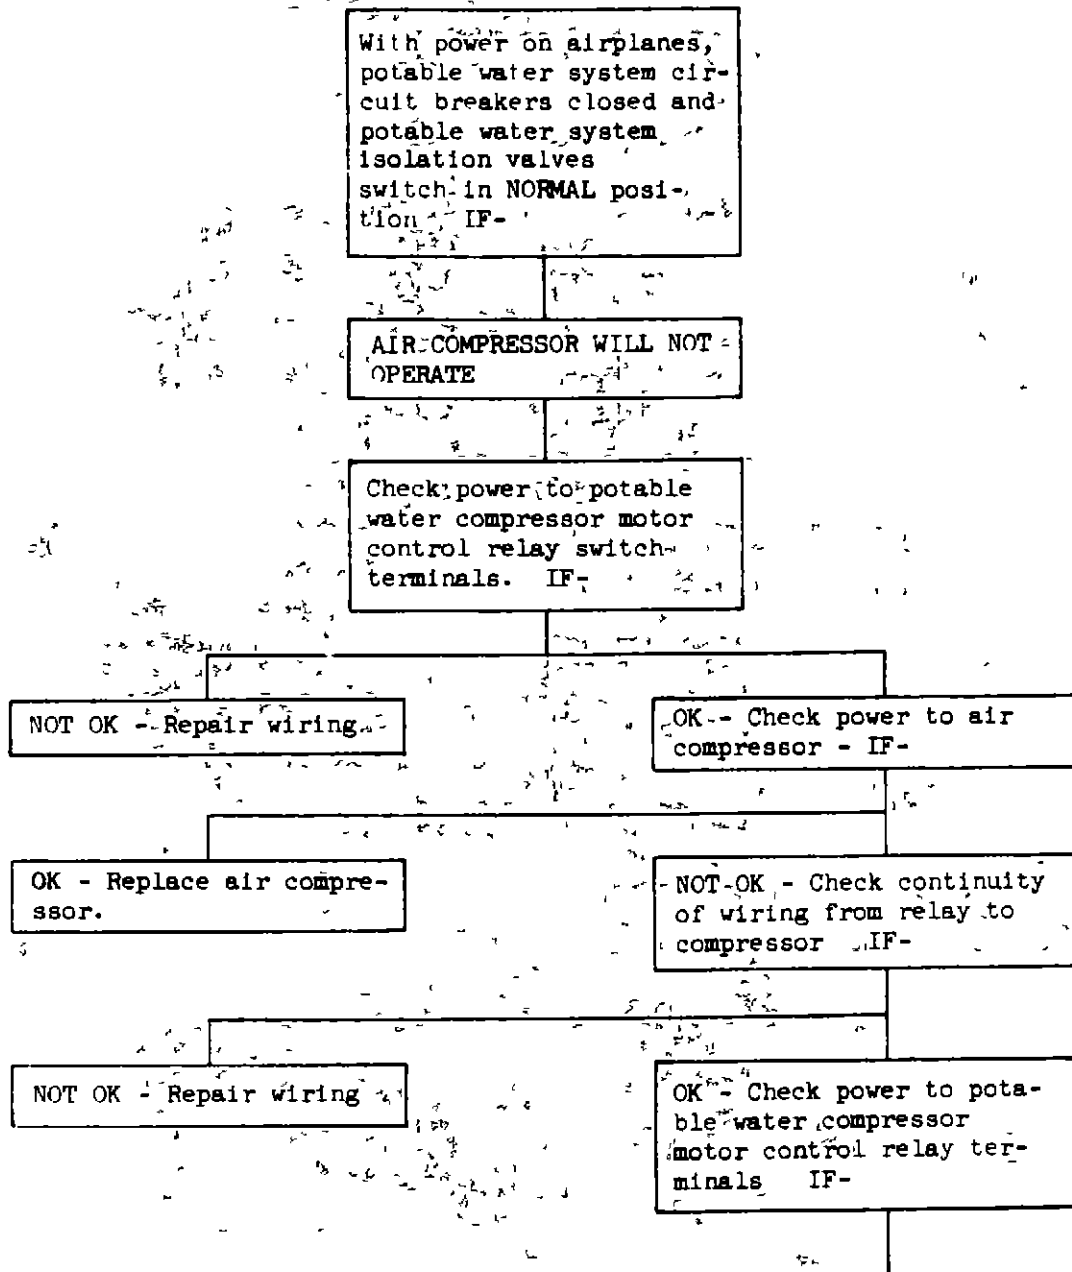 With power on airplanes,
potable water system cir-
cuit breakers closed and
potable water system
isolation valves
switch in NORMAL posi-
tion - IF-
AIR COMPRESSOR WILL NOT
OPERATE
Check power to potable
water compressor motor
control relay switch
terminals. IF-
NOT OK - Repair wiring.
OK - Check power to air
compressor - IF-
OK - Replace air compre-
ssor.
NOT OK - Check continuity
of wiring from relay to
compressor IF-
NOT OK - Repair wiring
OK - Check power to pota-
ble water compressor
motor control relay ter-
minals IF-